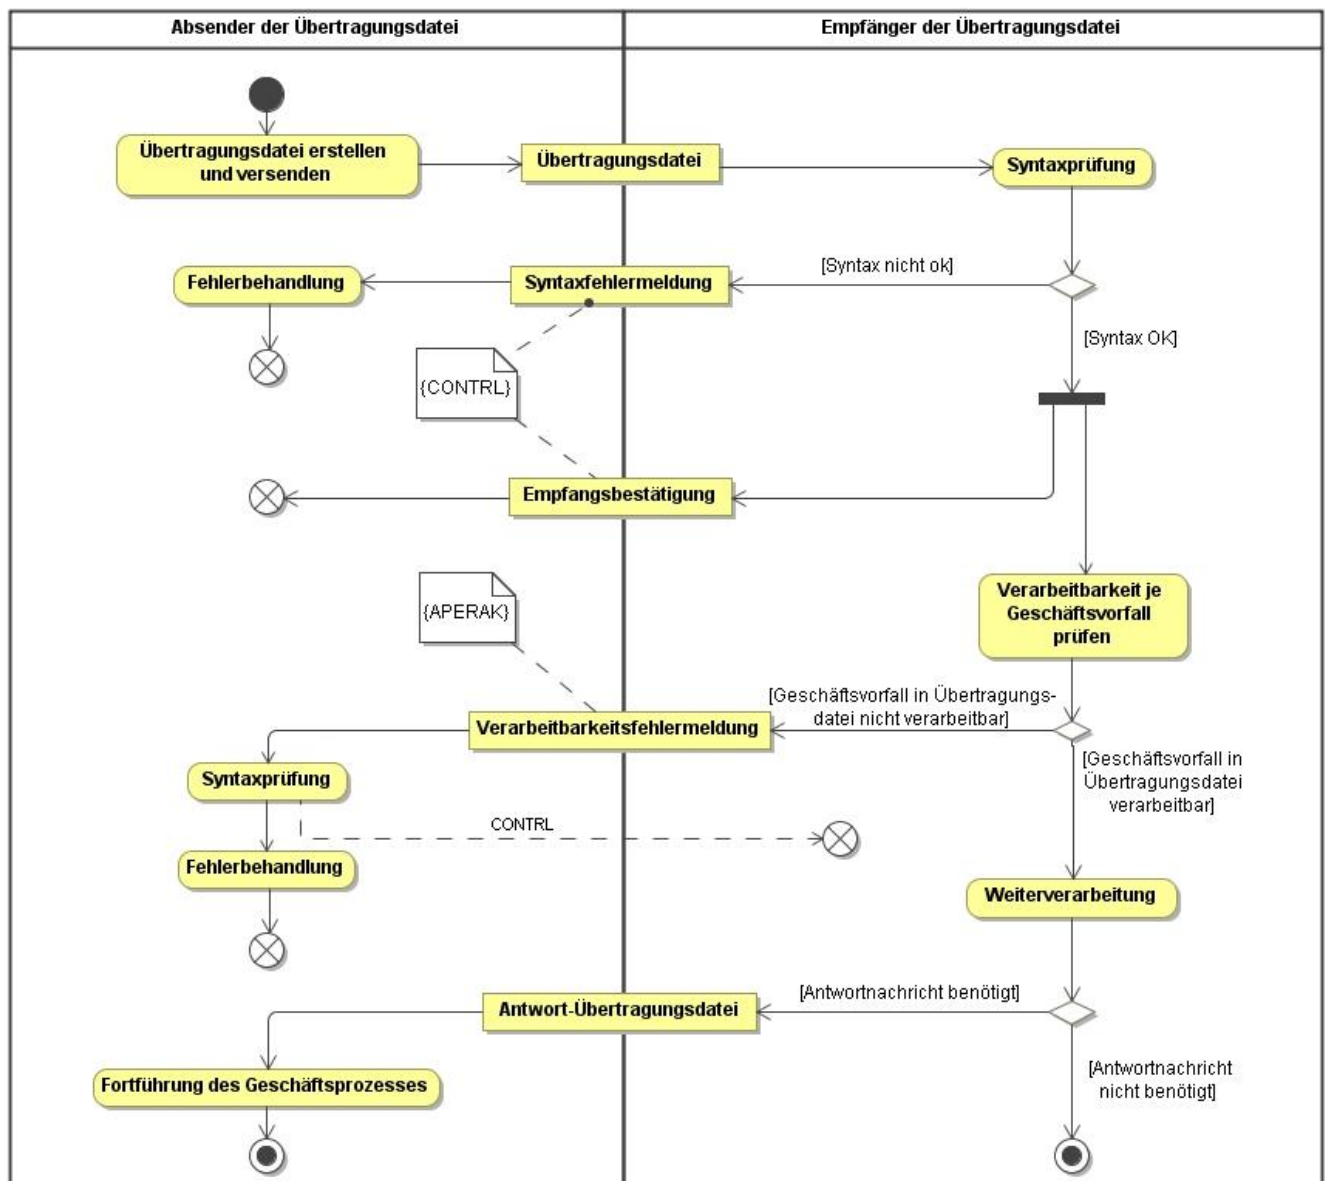 Absender der Übertragungsdatei
Empfänger der Übertragungsdatei
Übertragungsdatei erstellen
und versenden
Übertragungsdatei
Syntaxprüfung
[Syntax nicht ok]
Fehlerbehandlung
Syntaxfehlermeldung
[Syntax OK]
{CONTRL}
Empfangsbestätigung
{APERAK}
Verarbeitbarkeit je
Geschäftsvorfall
prüfen
[Geschäftsvorfall in Übertragungs-
datei nicht verarbeitbar]
Verarbeitbarkeitsfehlermeldung
[Geschäftsvorfall in
Übertragungsdatei
verarbeitbar]
Syntaxprüfung
CONTRL
Fehlerbehandlung
Weiterverarbeitung
[Antwortnachricht benötigt]
Antwort-Übertragungsdatei
[Antwortnachricht
nicht benötigt]
Fortführung des Geschäftsprozesses